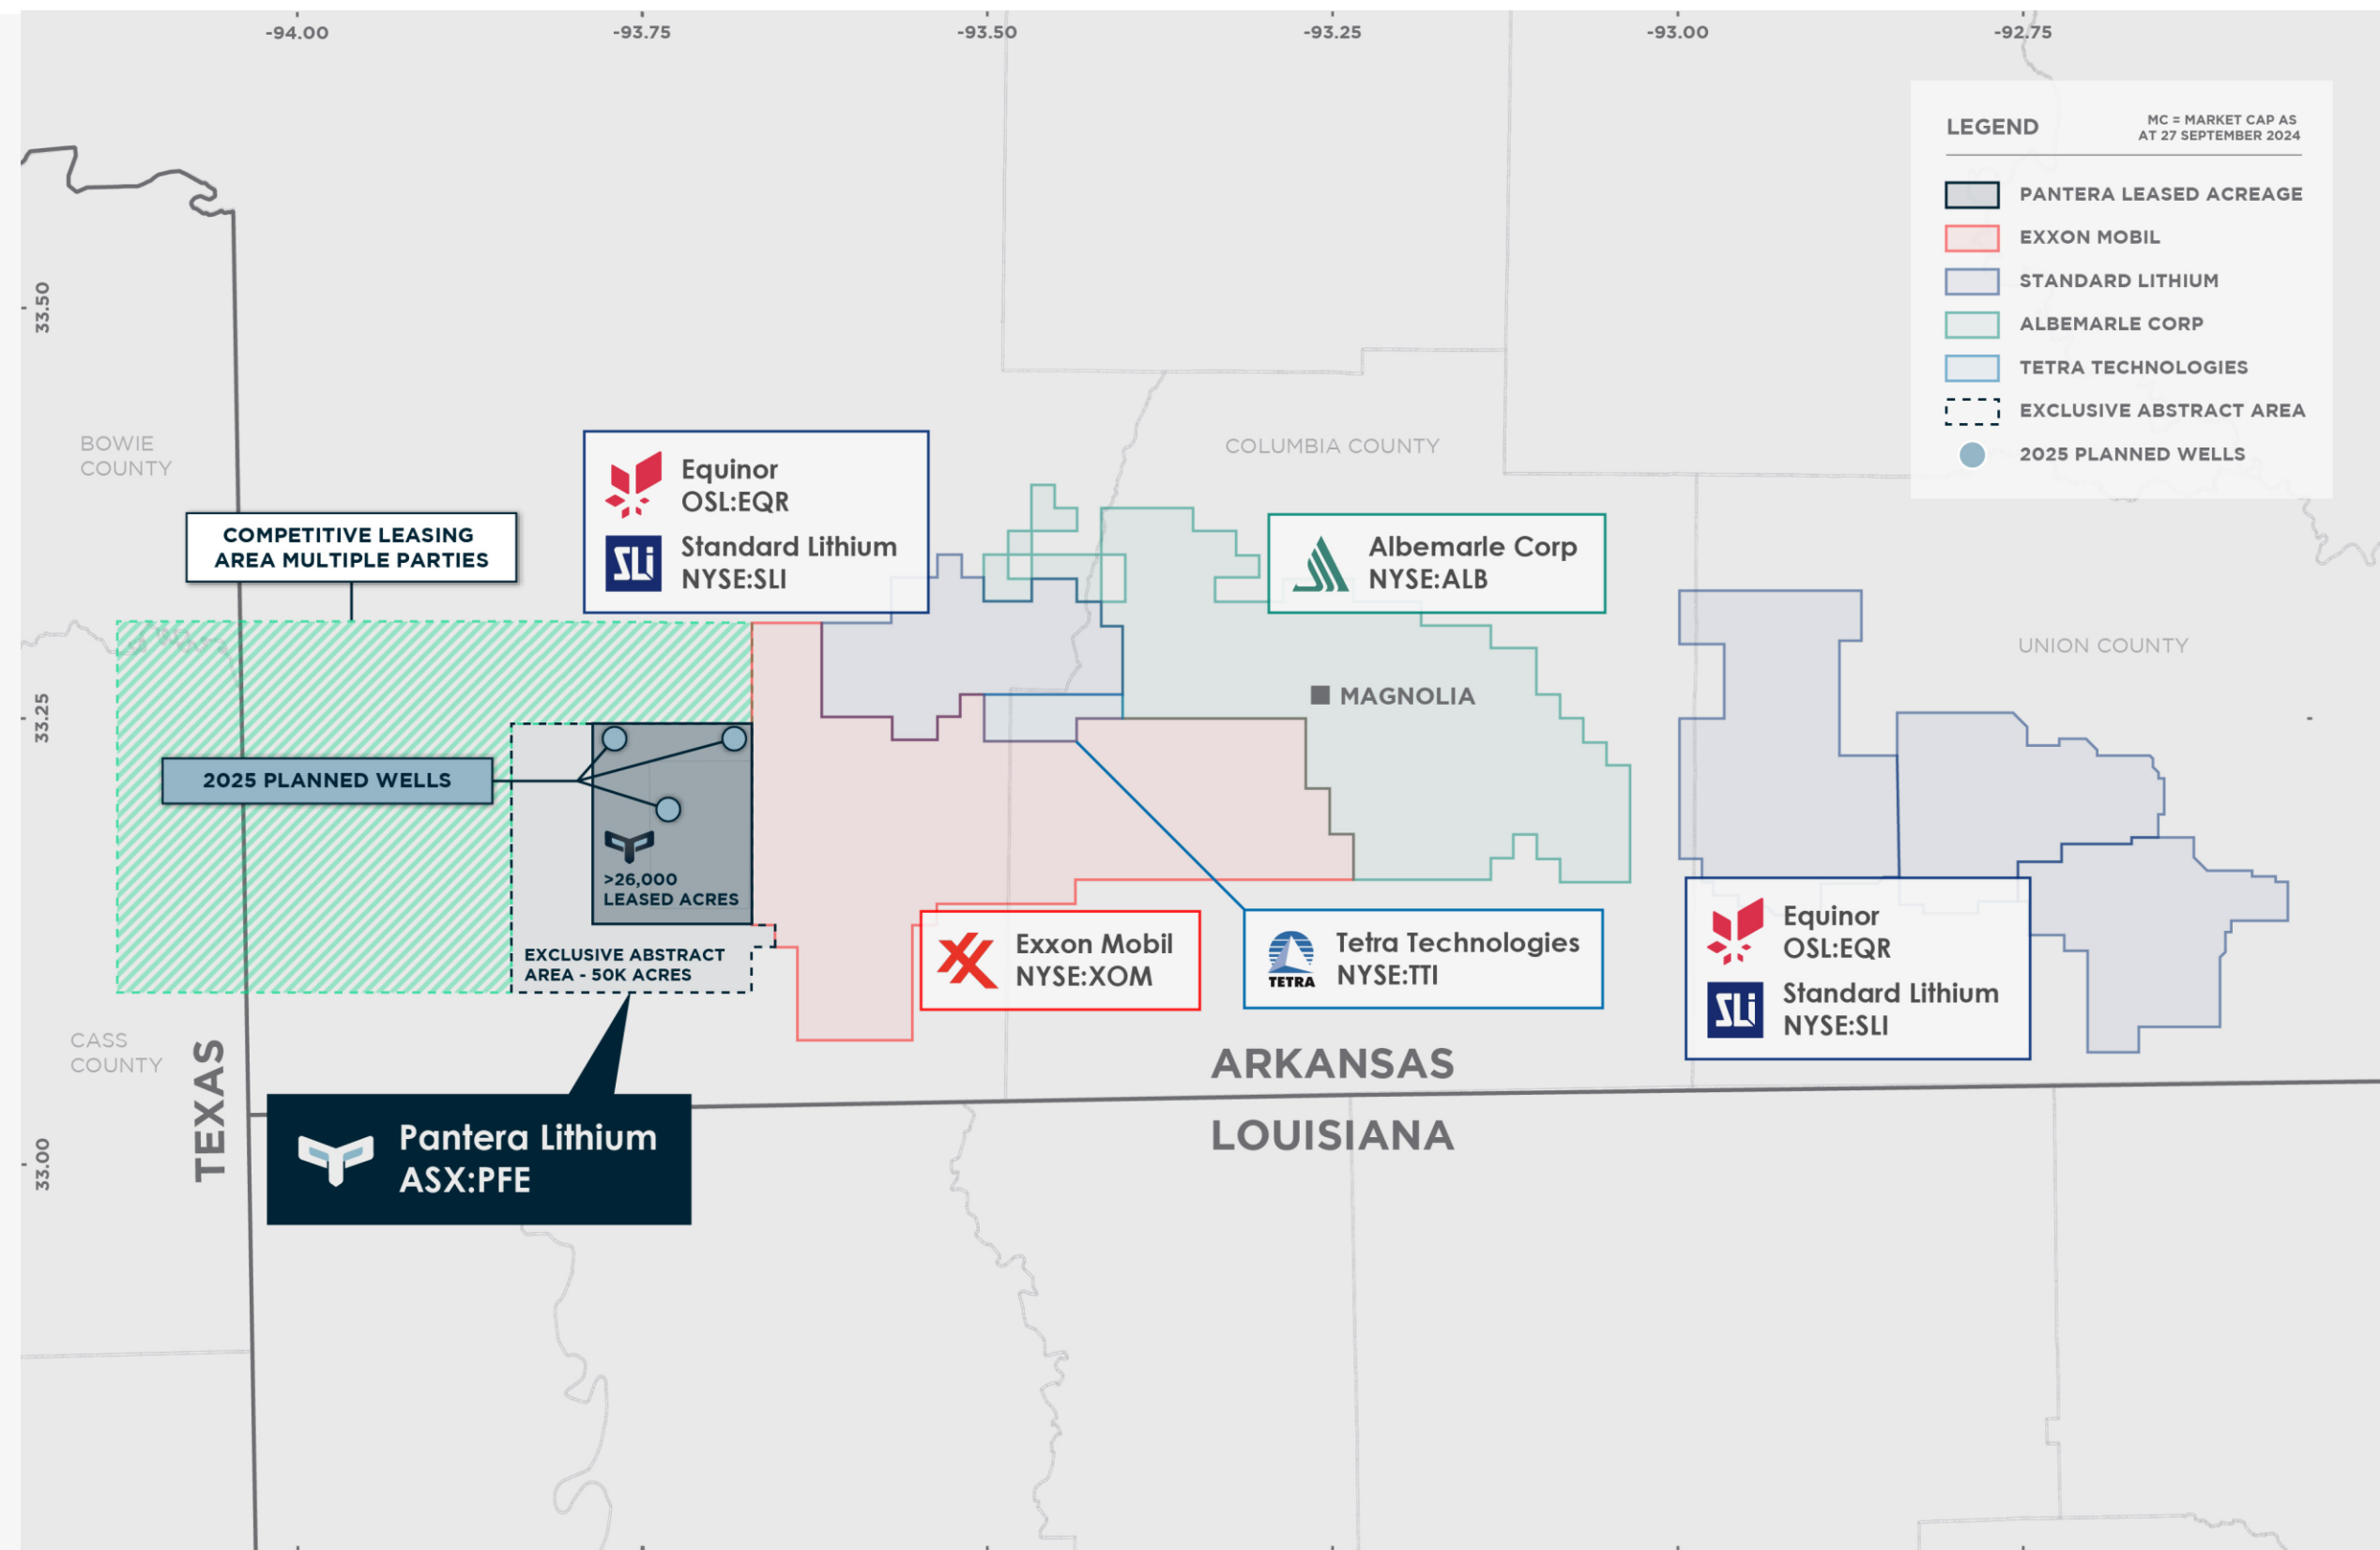 -94.00
-93.75
-93.50
-93.25
-93.00
-92.75
33.50
33.25
33.00
LEGEND
MC = MARKET CAP AS
AT 27 SEPTEMBER 2024
PANTERA LEASED ACREAGE
EXXON MOBIL
STANDARD LITHIUM
ALBEMARLE CORP
TETRA TECHNOLOGIES
EXCLUSIVE ABSTRACT AREA
2025 PLANNED WELLS
BOWIE
COUNTY
COLUMBIA COUNTY
Equinor
OSL:EQR
SLi
Standard Lithium
NYSE:SLI
COMPETITIVE LEASING
AREA MULTIPLE PARTIES
Albemarle Corp
NYSE:ALB
UNION COUNTY
MAGNOLIA
2025 PLANNED WELLS
>26,000
LEASED ACRES
EXCLUSIVE ABSTRACT
AREA - 50K ACRES
Exxon Mobil
NYSE:XOM
TETRA
Tetra Technologies
NYSE:TTI
Equinor
OSL:EQR
SLi
Standard Lithium
NYSE:SLI
CASS
COUNTY
TEXAS
ARKANSAS
LOUISIANA
Pantera Lithium
ASX:PFE